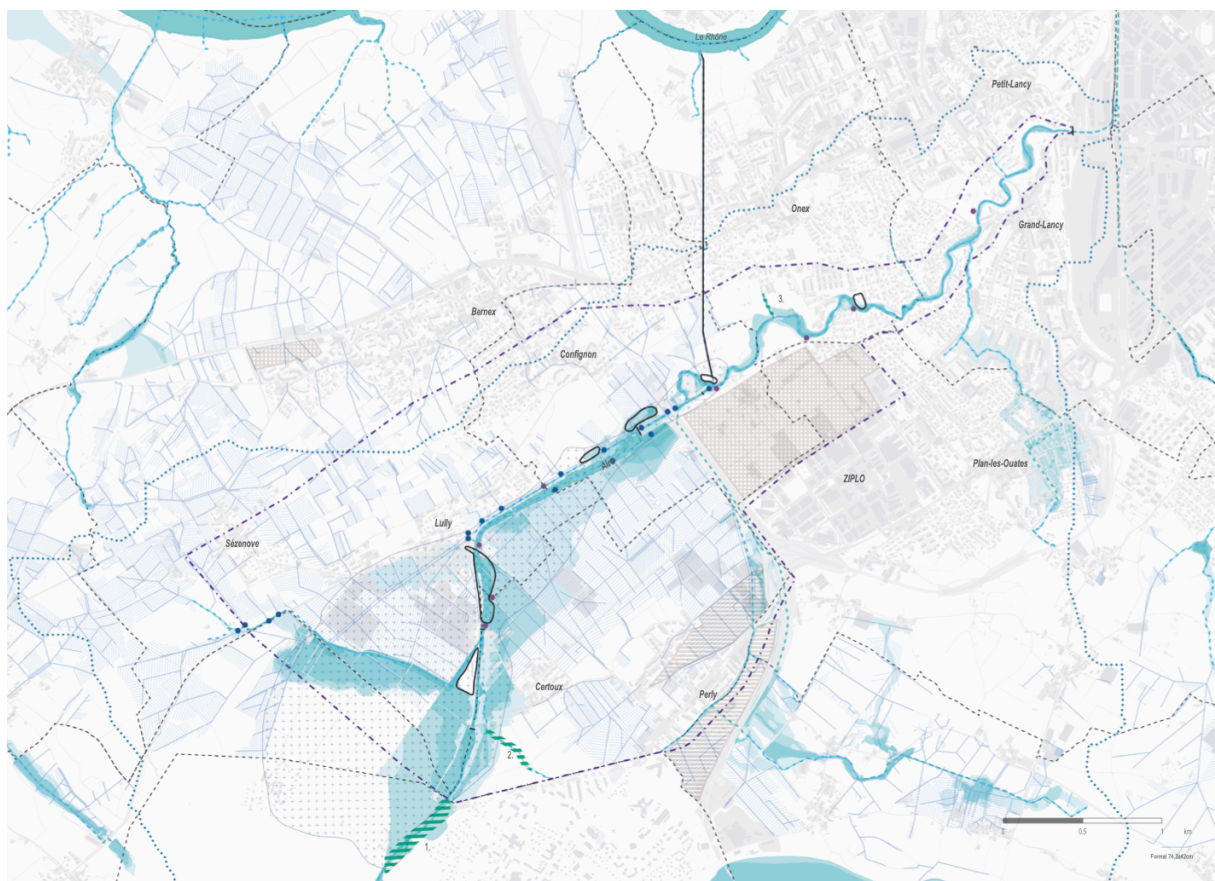 Le Rhône
Petit-Lancy
Onex
Grand-Lancy
3.
Bernex
Confignon
Plan-les-Ouates
Aire
ZIPLO
Lully
Sézenove
Certoux
Perly
2.
1.
0
0.5
1
km
Format 74,2x42cm